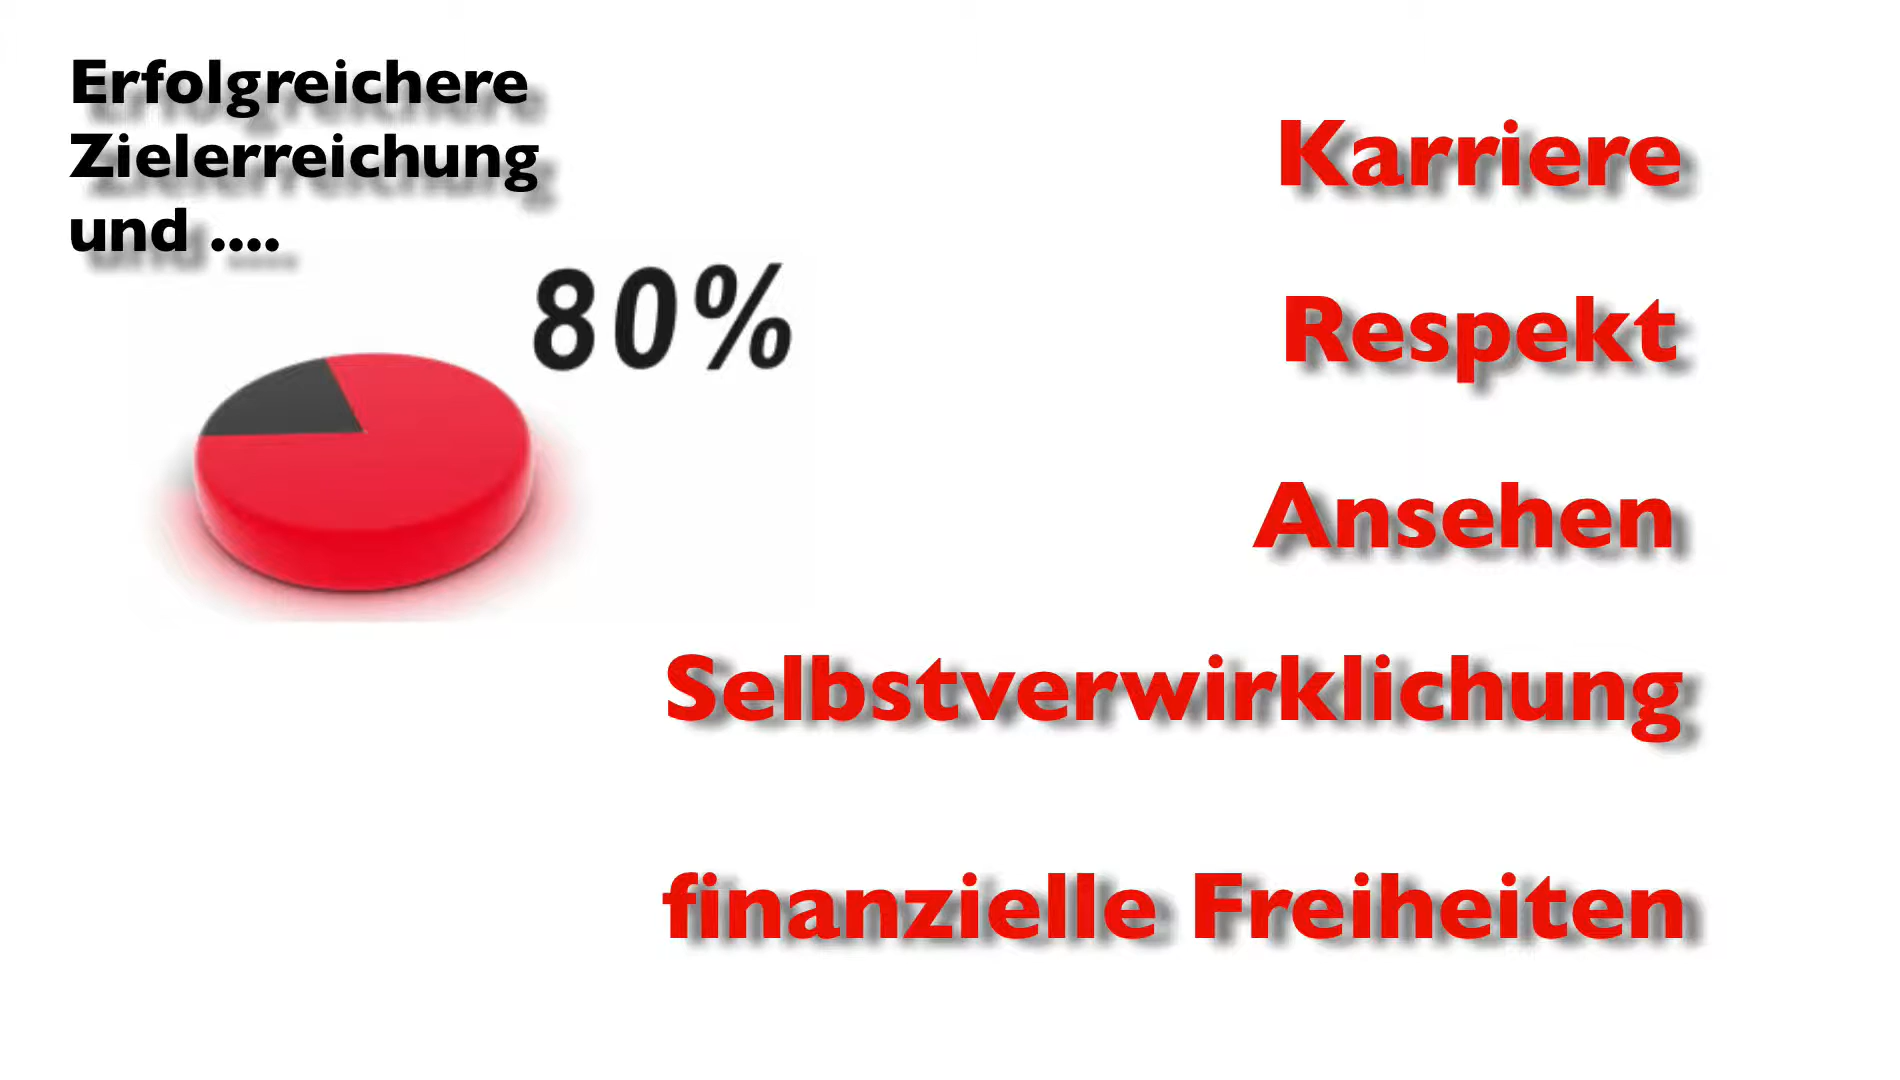 Erfolgreichere
Zielerreichung
und ....
80%
Karriere
Respekt
Ansehen
Selbstverwirklichung
finanzielle Freiheiten